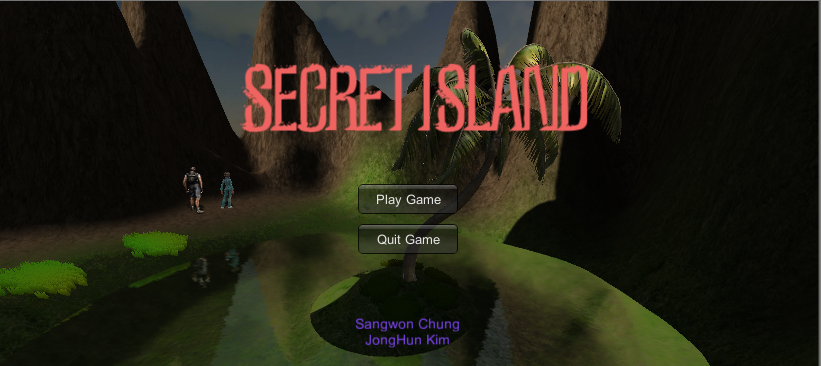 SECRET ISLAND
Play Game
Quit Game
Sangwon Chung
JongHun Kim